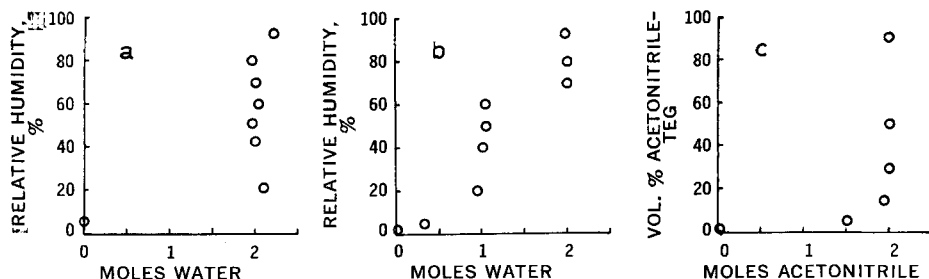 RELATIVE HUMIDITY, %
100
80
60
40
20
0
a
0 1 2
MOLES WATER
RELATIVE HUMIDITY, %
100
80
60
40
20
0
b
0 1 2
MOLES WATER
VOL. % ACETONITRILE-
TEG
100
80
60
40
20
0
c
0 1 2
MOLES ACETONITRILE